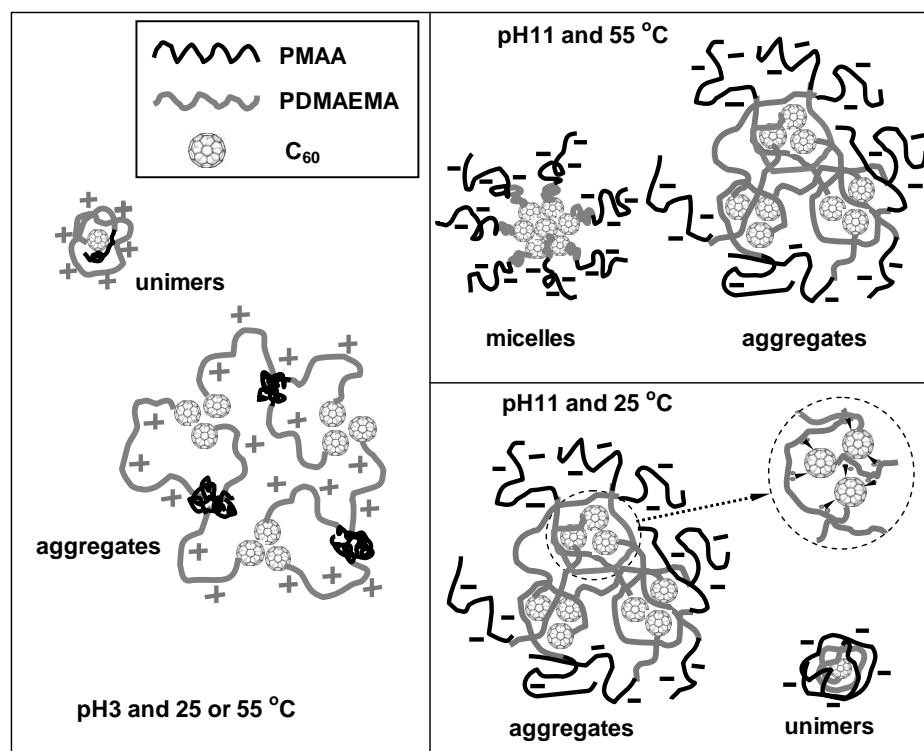 PMAA
PDMAEMA
C₆₀
unimers
aggregates
pH3 and 25 or 55 °C
pH11 and 55 °C
micelles
aggregates
pH11 and 25 °C
aggregates
unimers